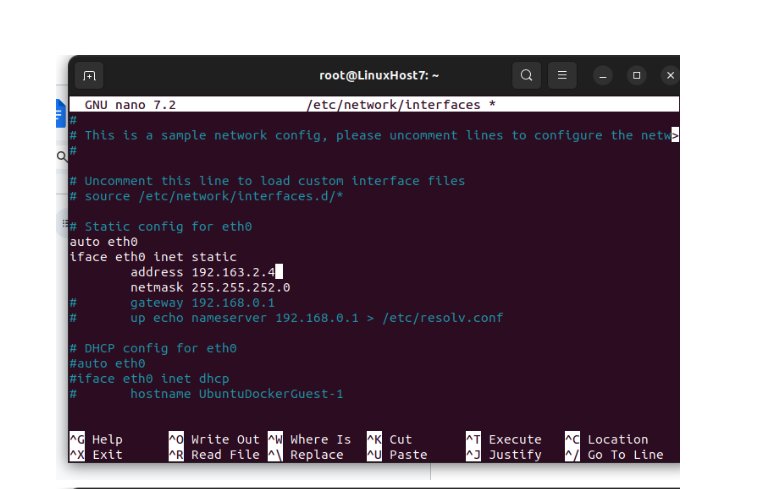 root@LinuxHost7: ~
GNU nano 7.2 /etc/network/interfaces *
#
# This is a sample network config, please uncomment lines to configure the netw>
#
# Uncomment this line to load custom interface files
# source /etc/network/interfaces.d/*
# Static config for eth0
auto eth0
iface eth0 inet static
address 192.163.2.4
netmask 255.255.252.0
# gateway 192.168.0.1
# up echo nameserver 192.168.0.1 > /etc/resolv.conf
# DHCP config for eth0
#auto eth0
#iface eth0 inet dhcp
# hostname UbuntuDockerGuest-1
^G Help ^O Write Out ^W Where Is ^K Cut ^T Execute ^C Location
^X Exit ^R Read File ^\ Replace ^U Paste ^J Justify ^/ Go To Line